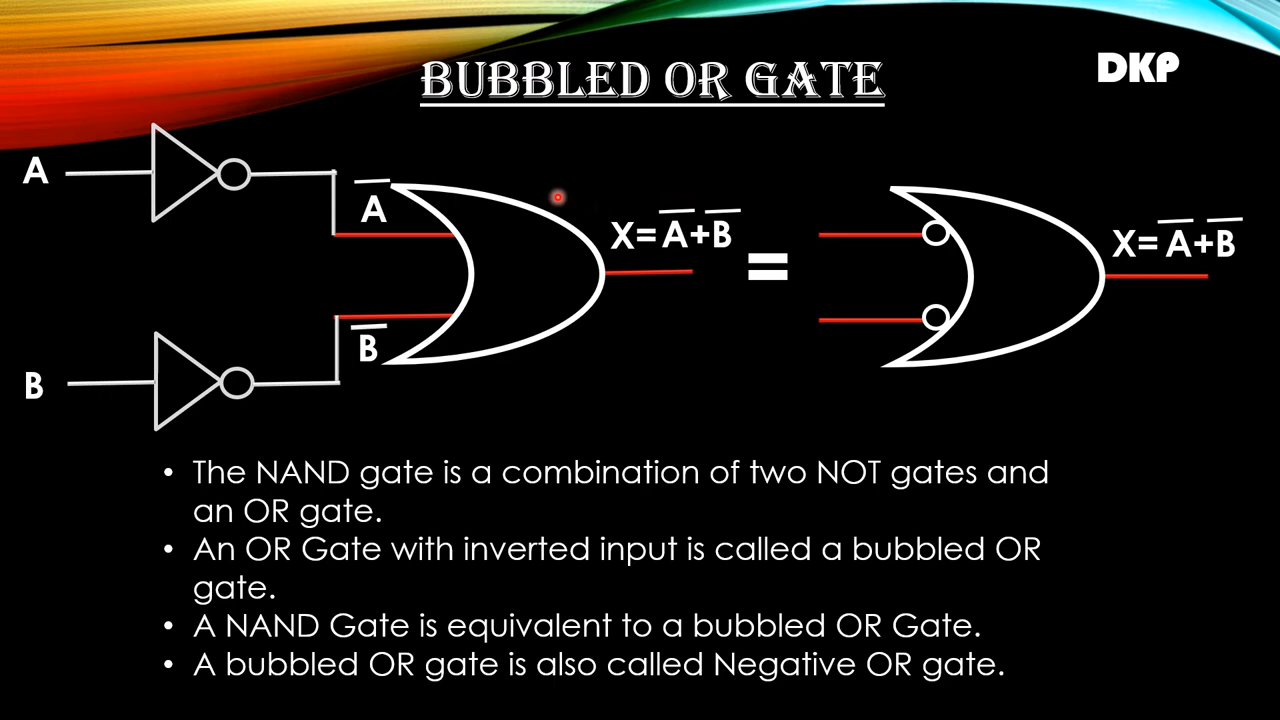 BUBBLED OR GATE
DKP
A
A̅
X=A̅+B̅
=
X=A̅+B̅
B̅
B
• The NAND gate is a combination of two NOT gates and
an OR gate.
• An OR Gate with inverted input is called a bubbled OR
gate.
• A NAND Gate is equivalent to a bubbled OR Gate.
• A bubbled OR gate is also called Negative OR gate.